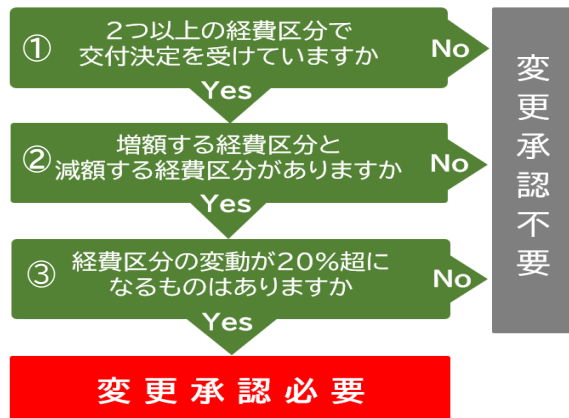 ① 2つ以上の経費区分で
交付決定を受けていますか
No
Yes
② 増額する経費区分と
減額する経費区分がありますか
No
Yes
③ 経費区分の変動が20%超に
なるものはありますか
No
Yes
変更承認必要
変更承認不要